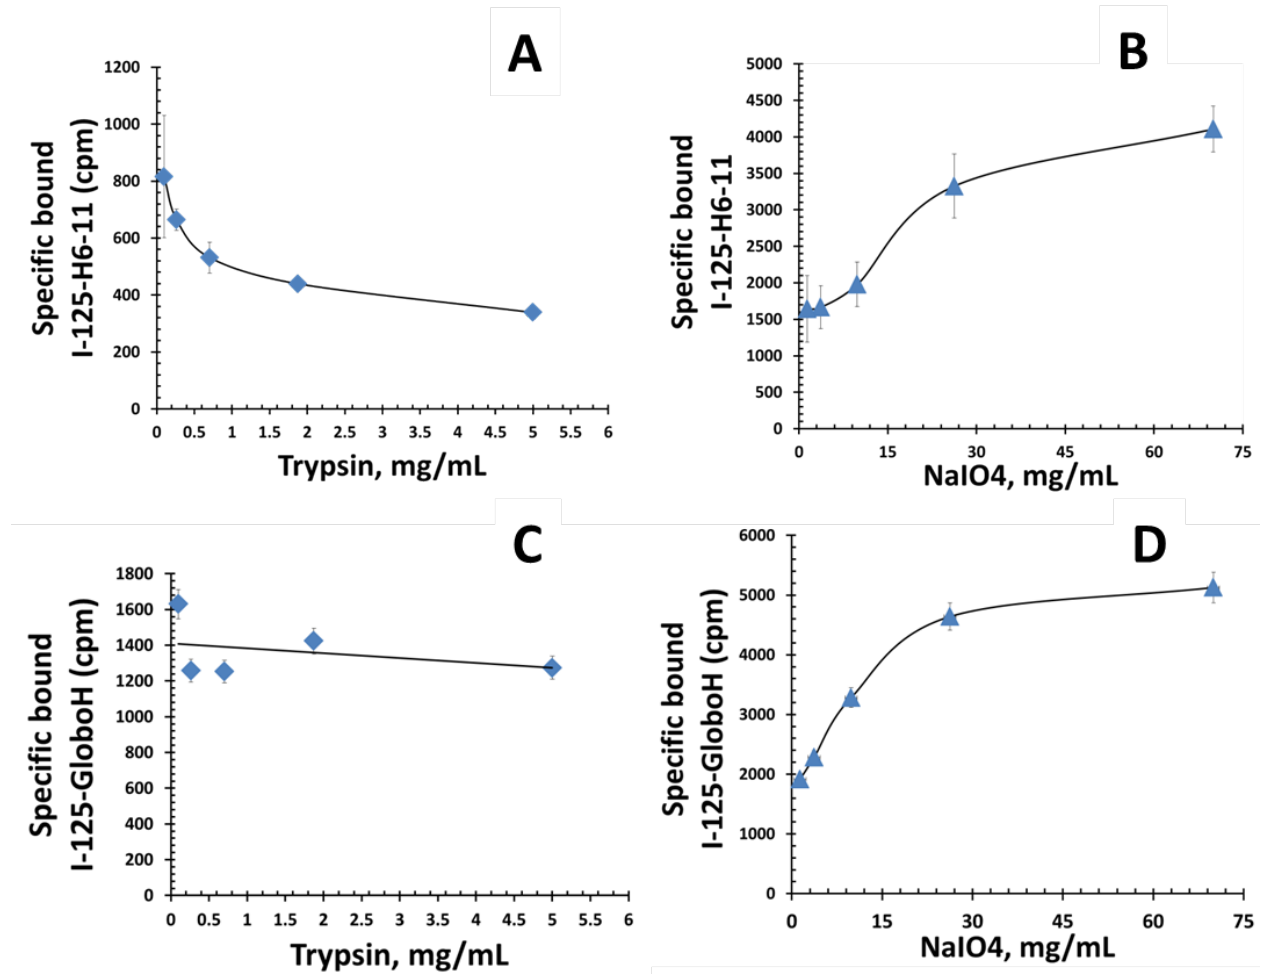 A
1200
1000
800
600
400
200
0
Specific bound
I-125-H6-11 (cpm)
0 0.5 1 1.5 2 2.5 3 3.5 4 4.5 5 5.5 6
Trypsin, mg/mL
B
5000
4500
4000
3500
3000
2500
2000
1500
1000
500
0
Specific bound
I-125-H6-11
0 15 30 45 60 75
NaIO4, mg/mL
C
1800
1600
1400
1200
1000
800
600
400
200
0
Specific bound
I-125-GloboH (cpm)
0 0.5 1 1.5 2 2.5 3 3.5 4 4.5 5 5.5 6
Trypsin, mg/mL
D
6000
5000
4000
3000
2000
1000
0
Specific bound
I-125-GloboH (cpm)
0 15 30 45 60 75
NaIO4, mg/mL